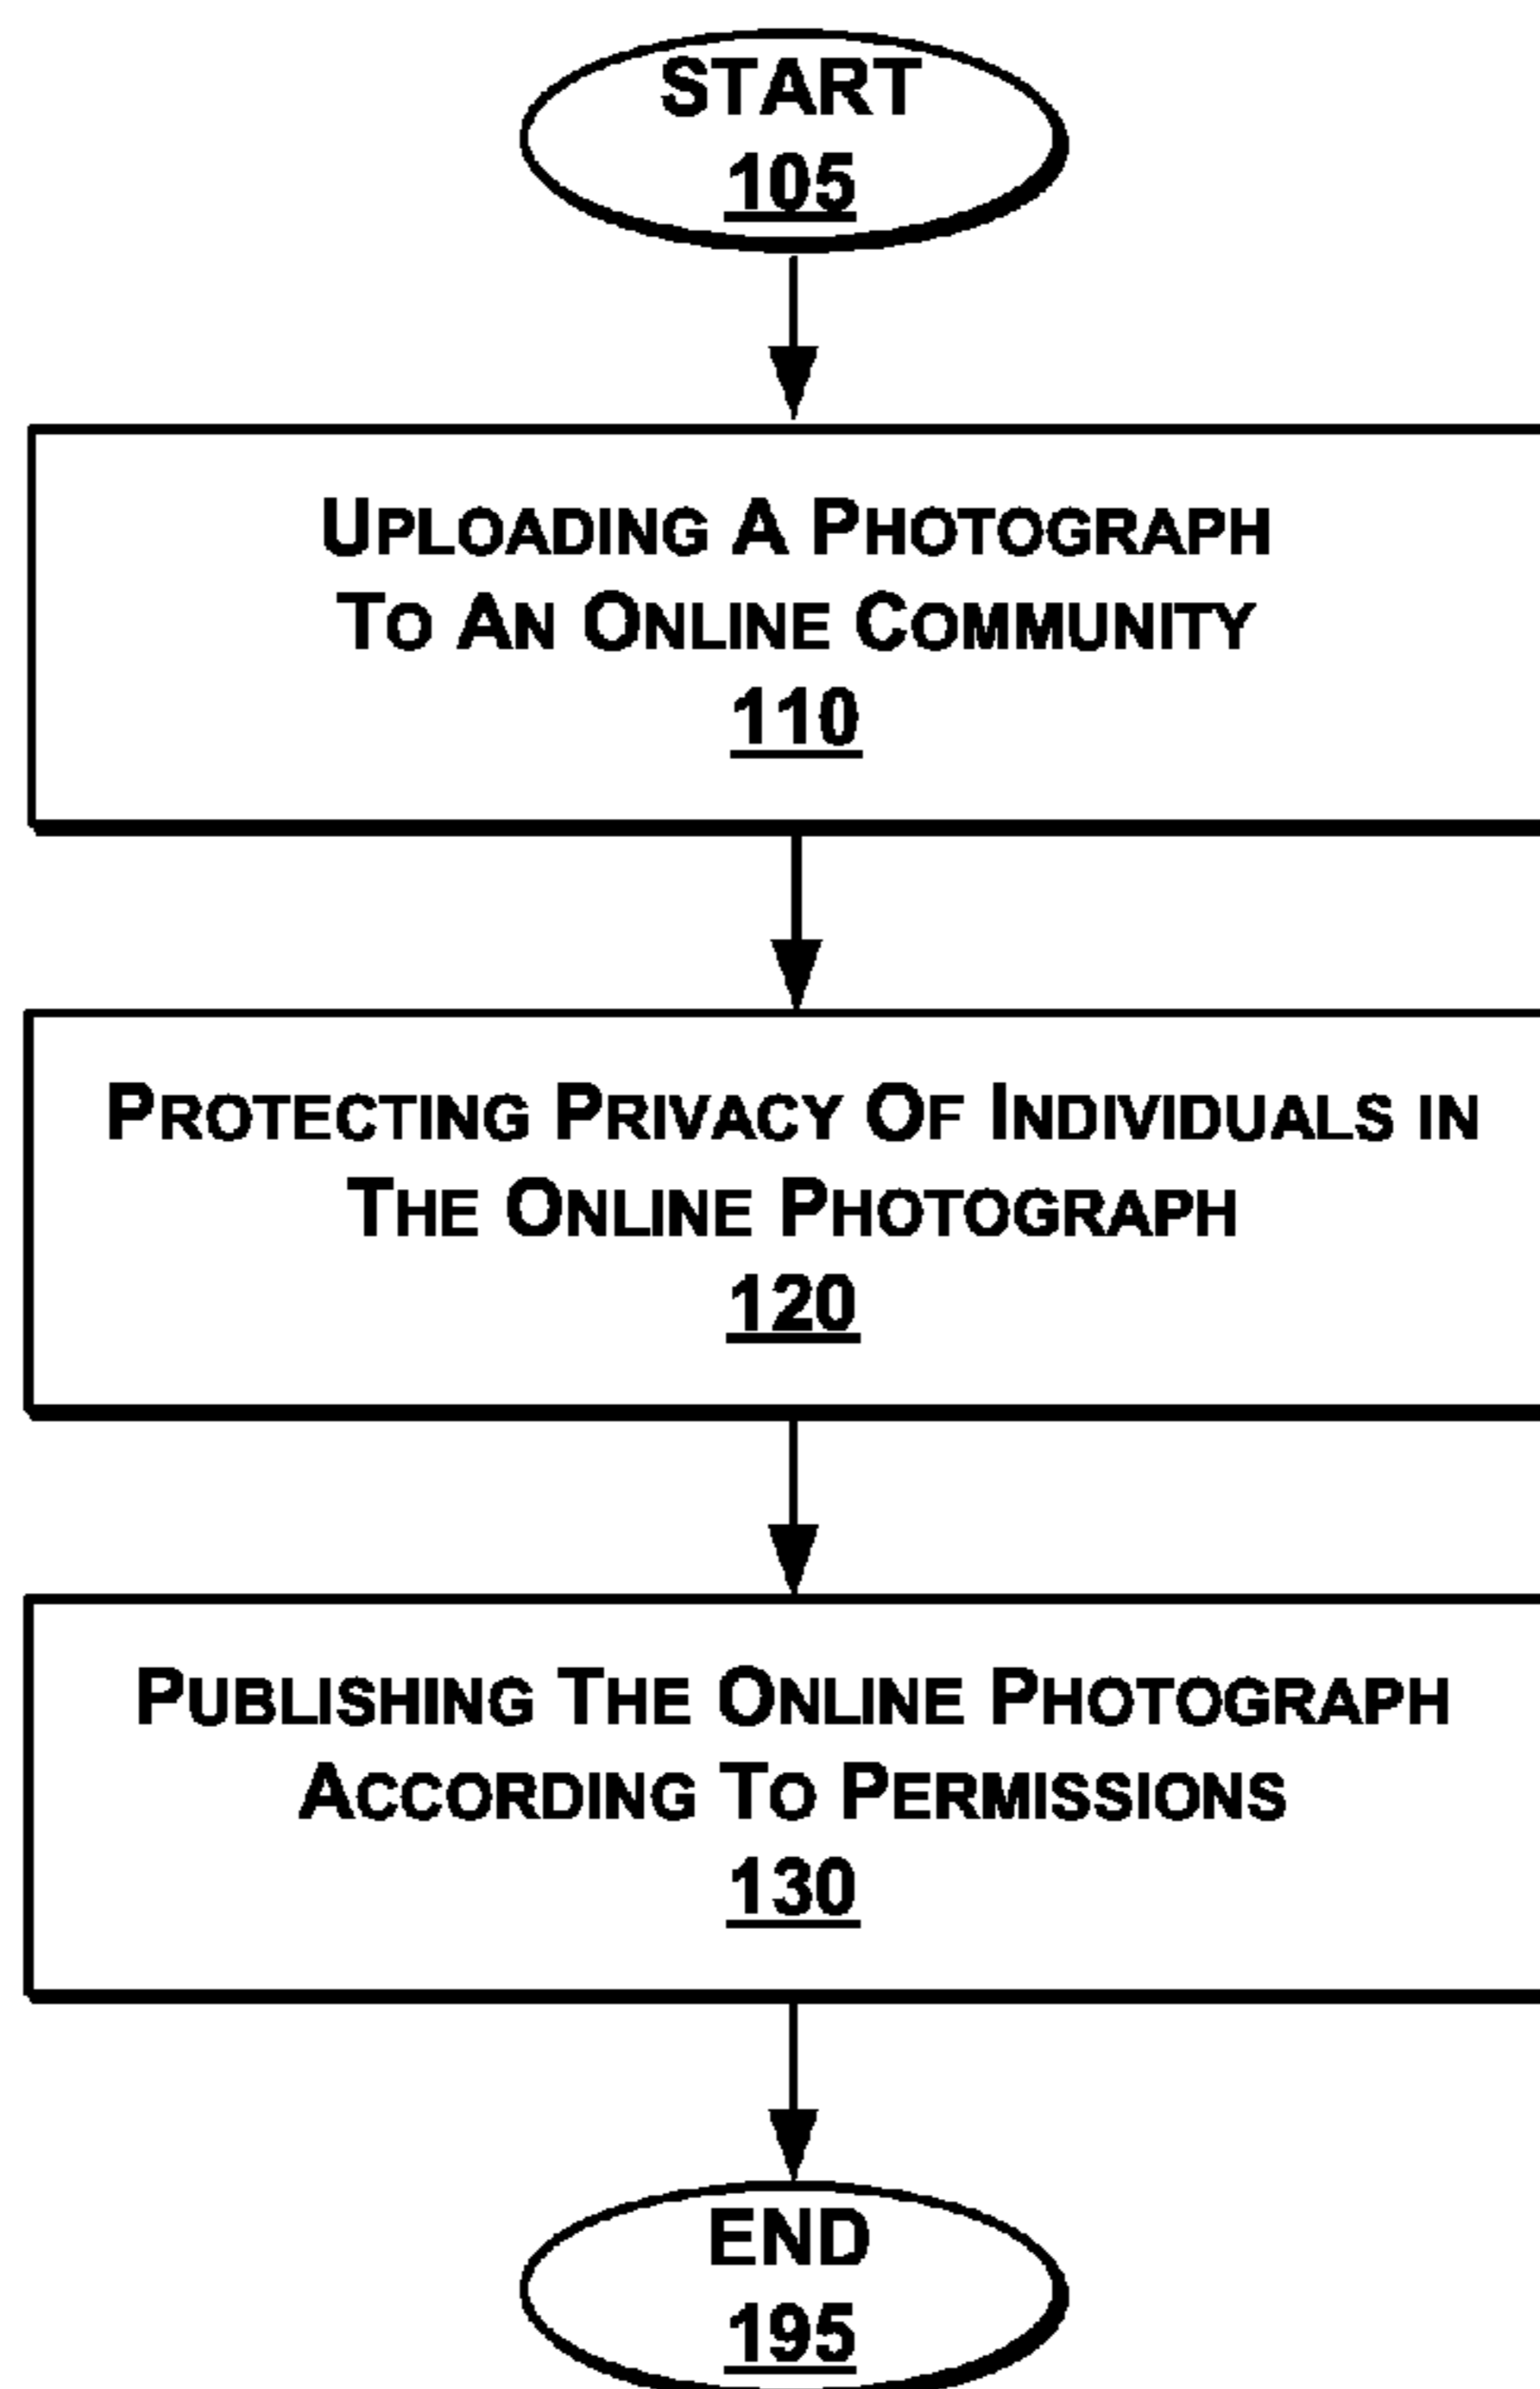 START
105
UPLOADING A PHOTOGRAPH
TO AN ONLINE COMMUNITY
110
PROTECTING PRIVACY OF INDIVIDUALS IN
THE ONLINE PHOTOGRAPH
120
PUBLISHING THE ONLINE PHOTOGRAPH
ACCORDING TO PERMISSIONS
130
END
195